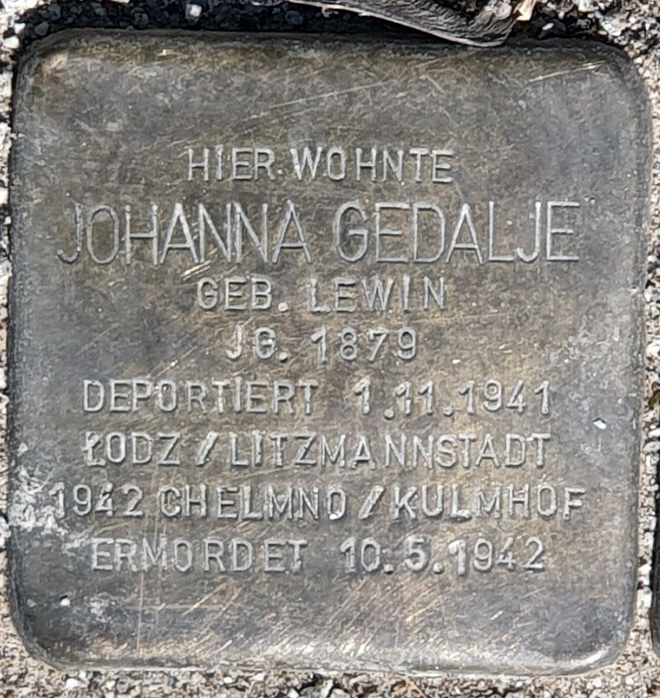 HIER WOHNTE
JOHANNA GEDALJE
GEB. LEWIN
JG. 1879
DEPORTIERT 1.11.1941
ŁODZ / LITZMANNSTADT
1942 CHELMNO / KULMHOF
ERMORDET 10.5.1942